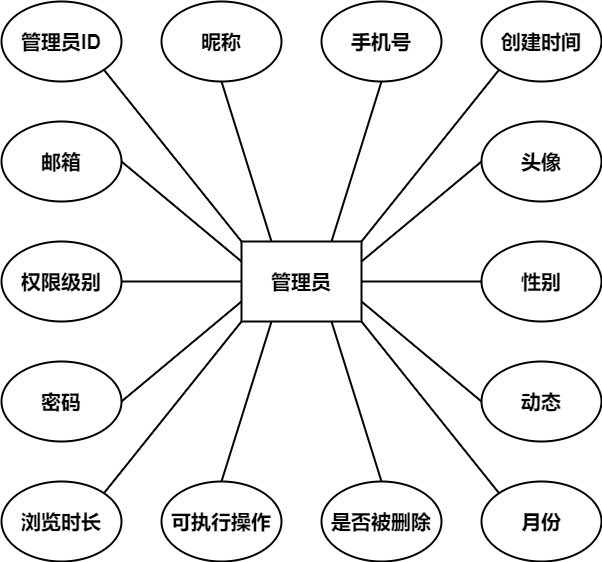 管理员ID
昵称
手机号
创建时间
邮箱
头像
权限级别
管理员
性别
密码
动态
浏览时长
可执行操作
是否被删除
月份